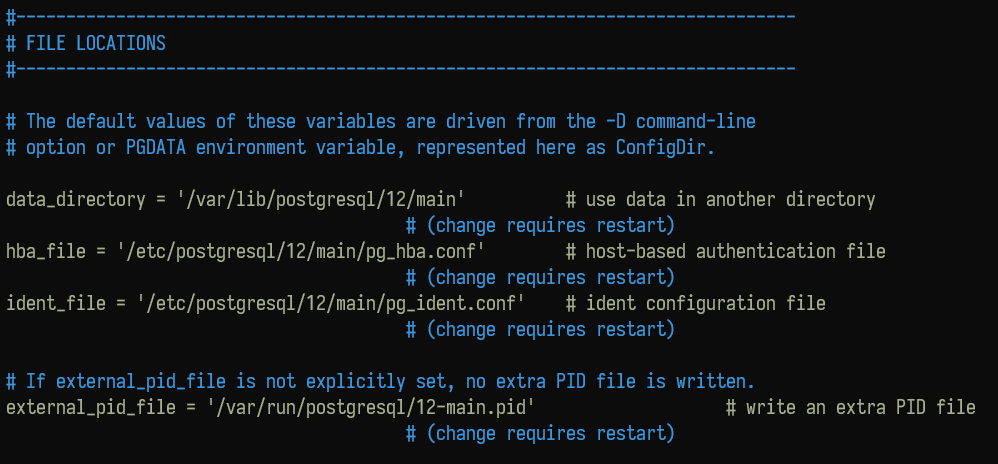 #------------------------------------------------------------------------------
# FILE LOCATIONS
#------------------------------------------------------------------------------

# The default values of these variables are driven from the -D command-line
# option or PGDATA environment variable, represented here as ConfigDir.

data_directory = '/var/lib/postgresql/12/main'          # use data in another directory
                                        # (change requires restart)
hba_file = '/etc/postgresql/12/main/pg_hba.conf'        # host-based authentication file
                                        # (change requires restart)
ident_file = '/etc/postgresql/12/main/pg_ident.conf'    # ident configuration file
                                        # (change requires restart)

# If external_pid_file is not explicitly set, no extra PID file is written.
external_pid_file = '/var/run/postgresql/12-main.pid'                   # write an extra PID file
                                        # (change requires restart)